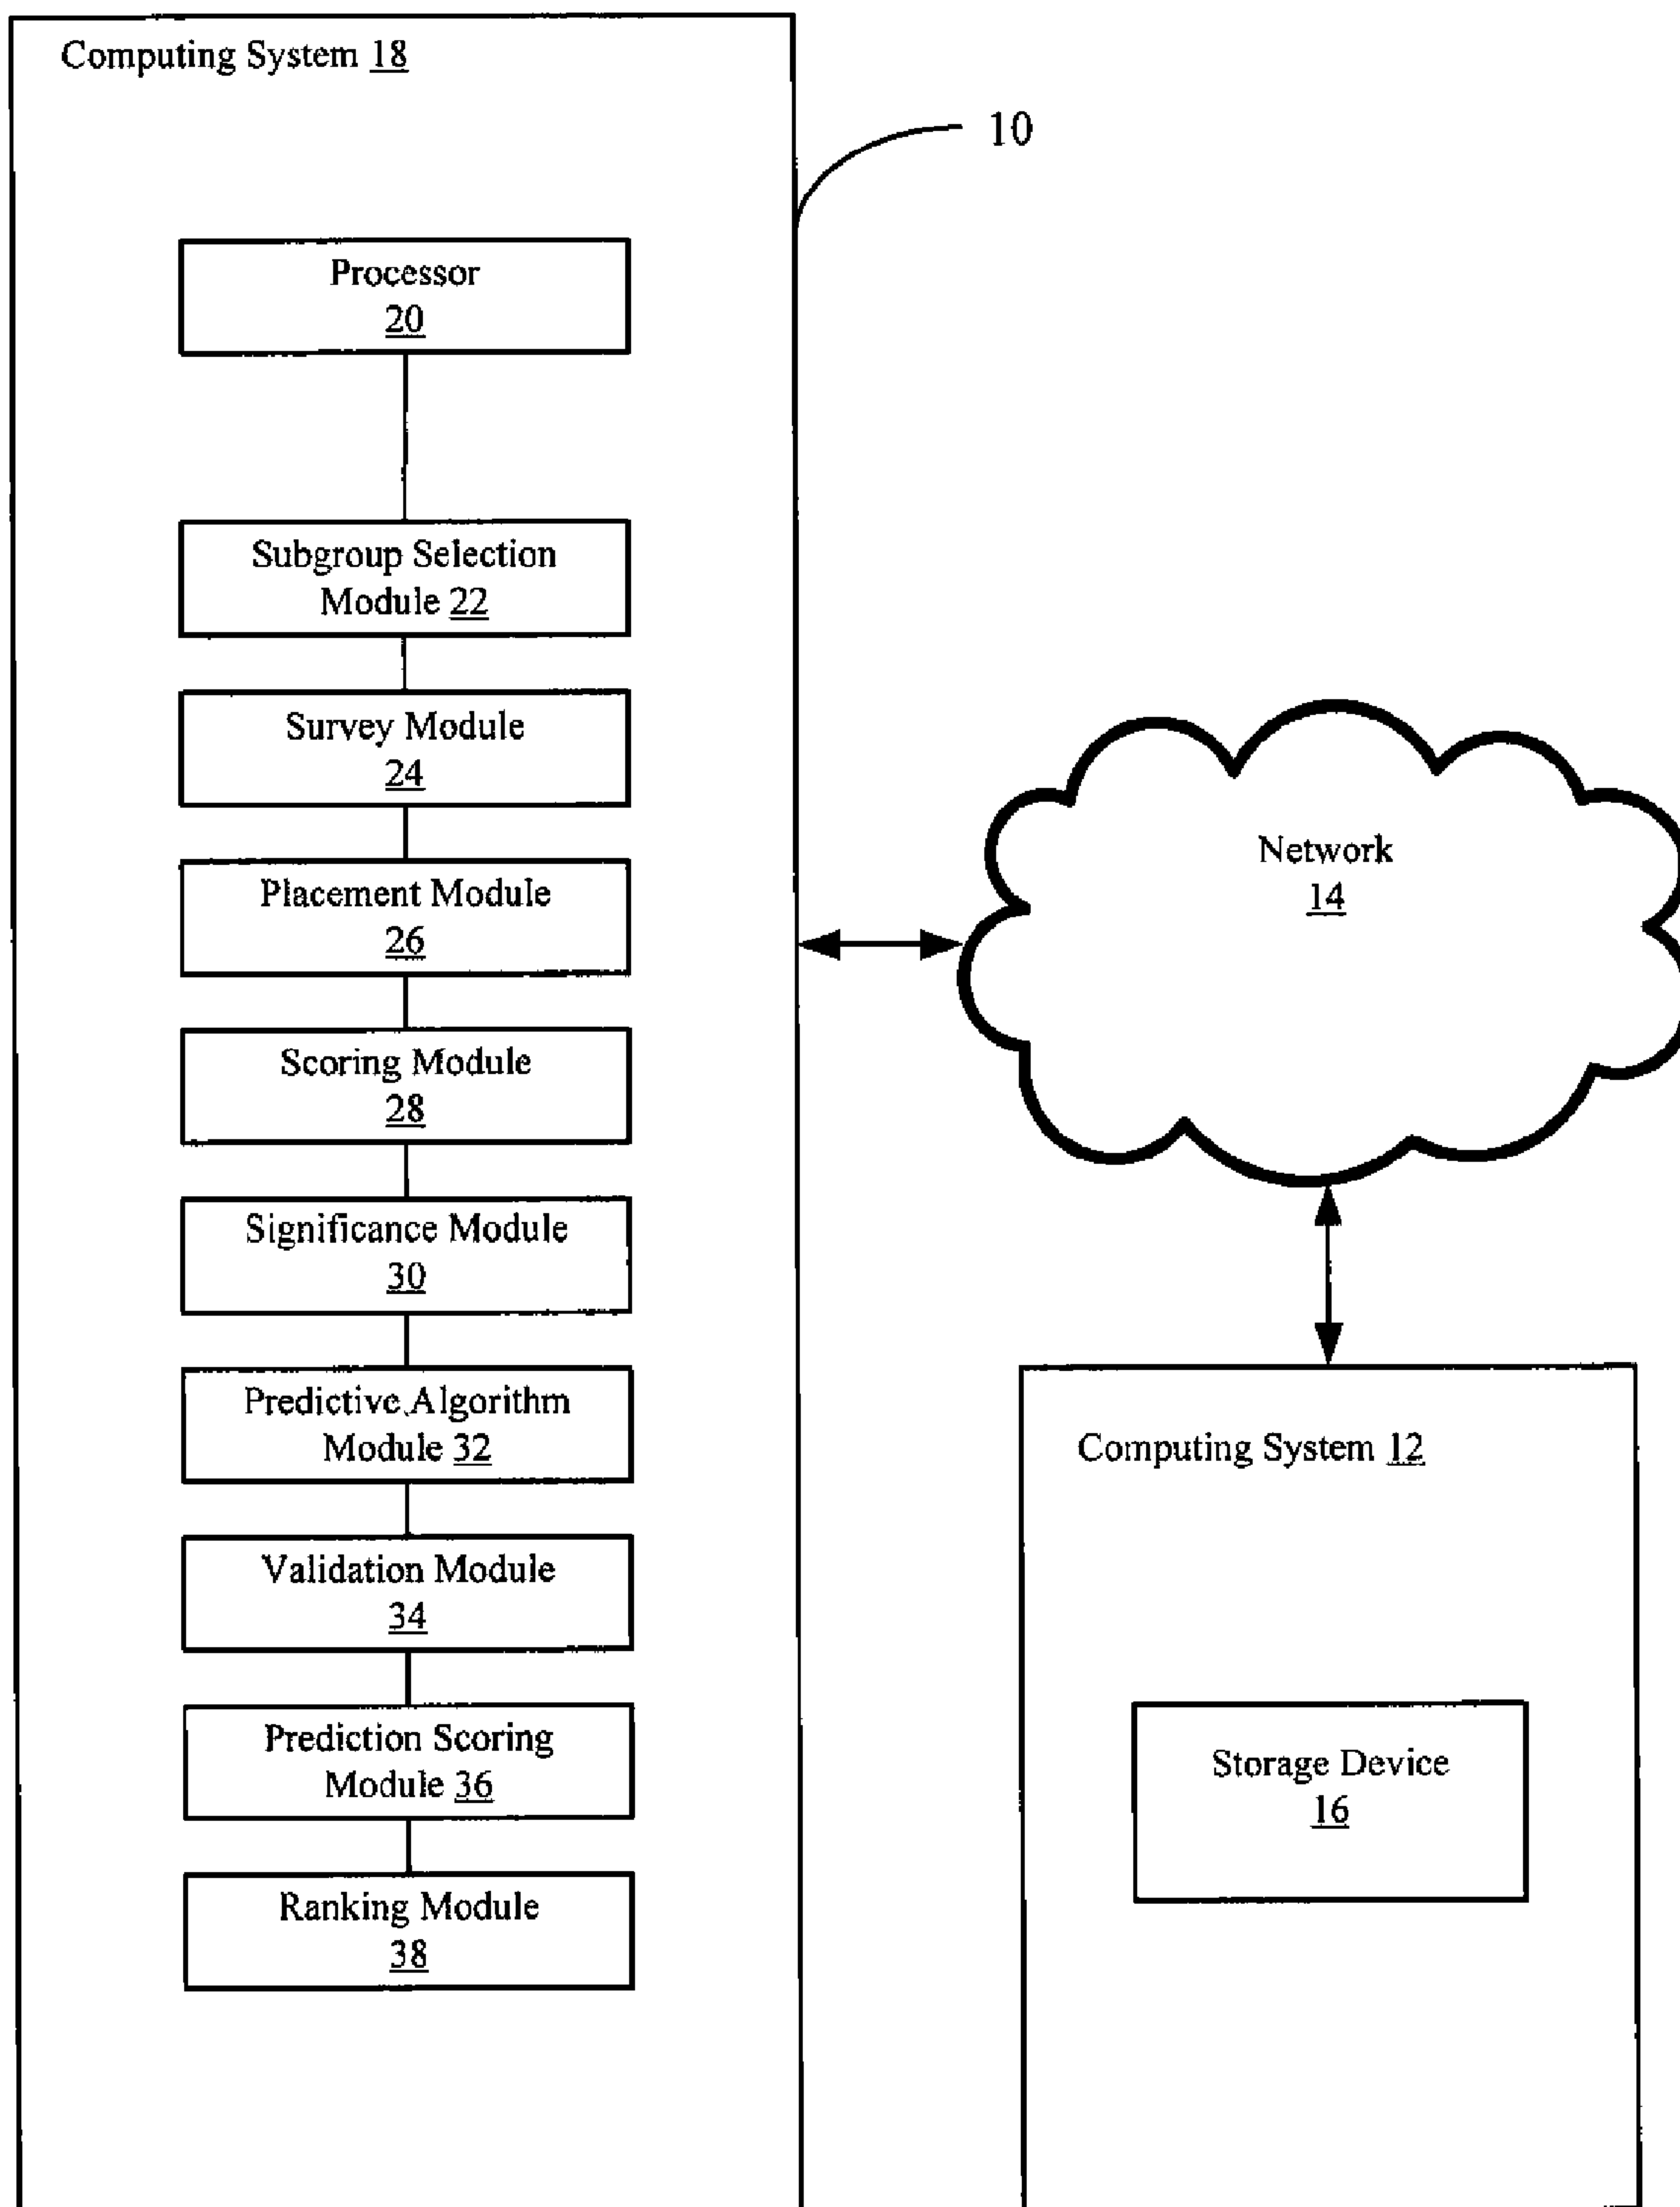 Computing System 18
10
Processor
20
Subgroup Selection
Module 22
Survey Module
24
Placement Module
26
Scoring Module
28
Significance Module
30
Predictive Algorithm
Module 32
Validation Module
34
Prediction Scoring
Module 36
Ranking Module
38
Network
14
Computing System 12
Storage Device
16